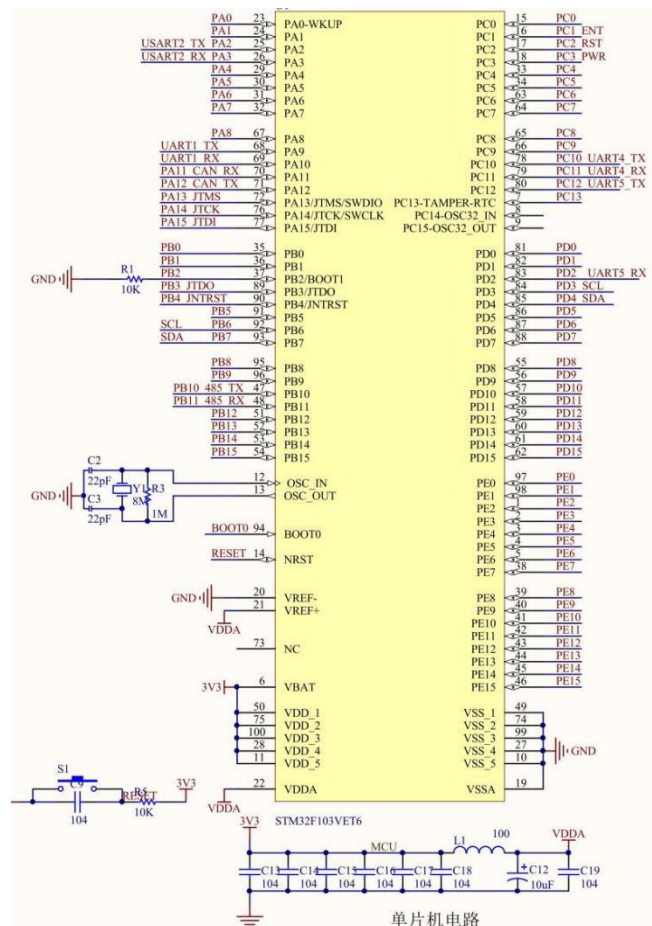 PA0 23 PA0-WKUP PC0 15 PC0
PA1 24 PA1 PC1 16 PC1 ENT
USART2 TX PA2 25 PA2 PC2 17 PC2 RST
USART2 RX PA3 26 PA3 PC3 18 PC3 PWR
PA4 29 PA4 PC4 33 PC4
PA5 30 PA5 PC5 34 PC5
PA6 31 PA6 PC6 63 PC6
PA7 32 PA7 PC7 64 PC7
PA8 67 PA8 PC8 65 PC8
UART1 TX 68 PA9 PC9 66 PC9
UART1 RX 69 PA10 PC10 78 PC10 UART4 TX
PA11 CAN RX 70 PA11 PC11 79 PC11 UART4 RX
PA12 CAN TX 71 PA12 PC12 80 PC12 UART5 TX
PA13 JTMS 72 PA13/JTMS/SWDIO PC13-TAMPER-RTC 7 PC13
PA14 JTCK 76 PA14/JTCK/SWCLK PC14-OSC32_IN 8
PA15 JTDI 77 PA15/JTDI PC15-OSC32_OUT 9
PB0 35 PB0 PD0 81 PD0
PB1 36 PB1 PD1 82 PD1
GND R1 10K PB2 37 PB2/BOOT1 PD2 83 PD2 UART5 RX
PB3 JTDO 89 PB3/JTDO PD3 84 PD3 SCL
PB4 JNTRST 90 PB4/JNTRST PD4 85 PD4 SDA
PB5 91 PB5 PD5 86 PD5
SCL PB6 92 PB6 PD6 87 PD6
SDA PB7 93 PB7 PD7 88 PD7
PB8 95 PB8 PD8 55 PD8
PB9 96 PB9 PD9 56 PD9
PB10 485 TX 47 PB10 PD10 57 PD10
PB11 485 RX 48 PB11 PD11 58 PD11
PB12 51 PB12 PD12 59 PD12
PB13 52 PB13 PD13 60 PD13
PB14 53 PB14 PD14 61 PD14
PB15 54 PB15 PD15 62 PD15
C2 22pF
GND Y1 8M R3 1M
C3 22pF
12 OSC_IN PE0 97 PE0
13 OSC_OUT PE1 98 PE1
PE2 1 PE2
PE3 2 PE3
BOOT0 94 BOOT0 PE4 3 PE4
PE5 4 PE5
RESET 14 NRST PE6 5 PE6
PE7 38 PE7
GND 20 VREF- PE8 39 PE8
VDDA 21 VREF+ PE9 40 PE9
PE10 41 PE10
PE11 42 PE11
73 NC PE12 43 PE12
PE13 44 PE13
PE14 45 PE14
3V3 6 VBAT PE15 46 PE15
50 VDD_1 VSS_1 49
75 VDD_2 VSS_2 74
100 VDD_3 VSS_3 99
28 VDD_4 VSS_4 27 GND
11 VDD_5 VSS_5 10
VDDA 22 VDDA VSSA 19
S1 C9 104 RESET R5 10K 3V3
STM32F103VET6
3V3 MCU L1 100 VDDA
C13 C14 C15 C16 C17 C18 C12 C19
104 104 104 104 104 104 10uF 104
单片机电路